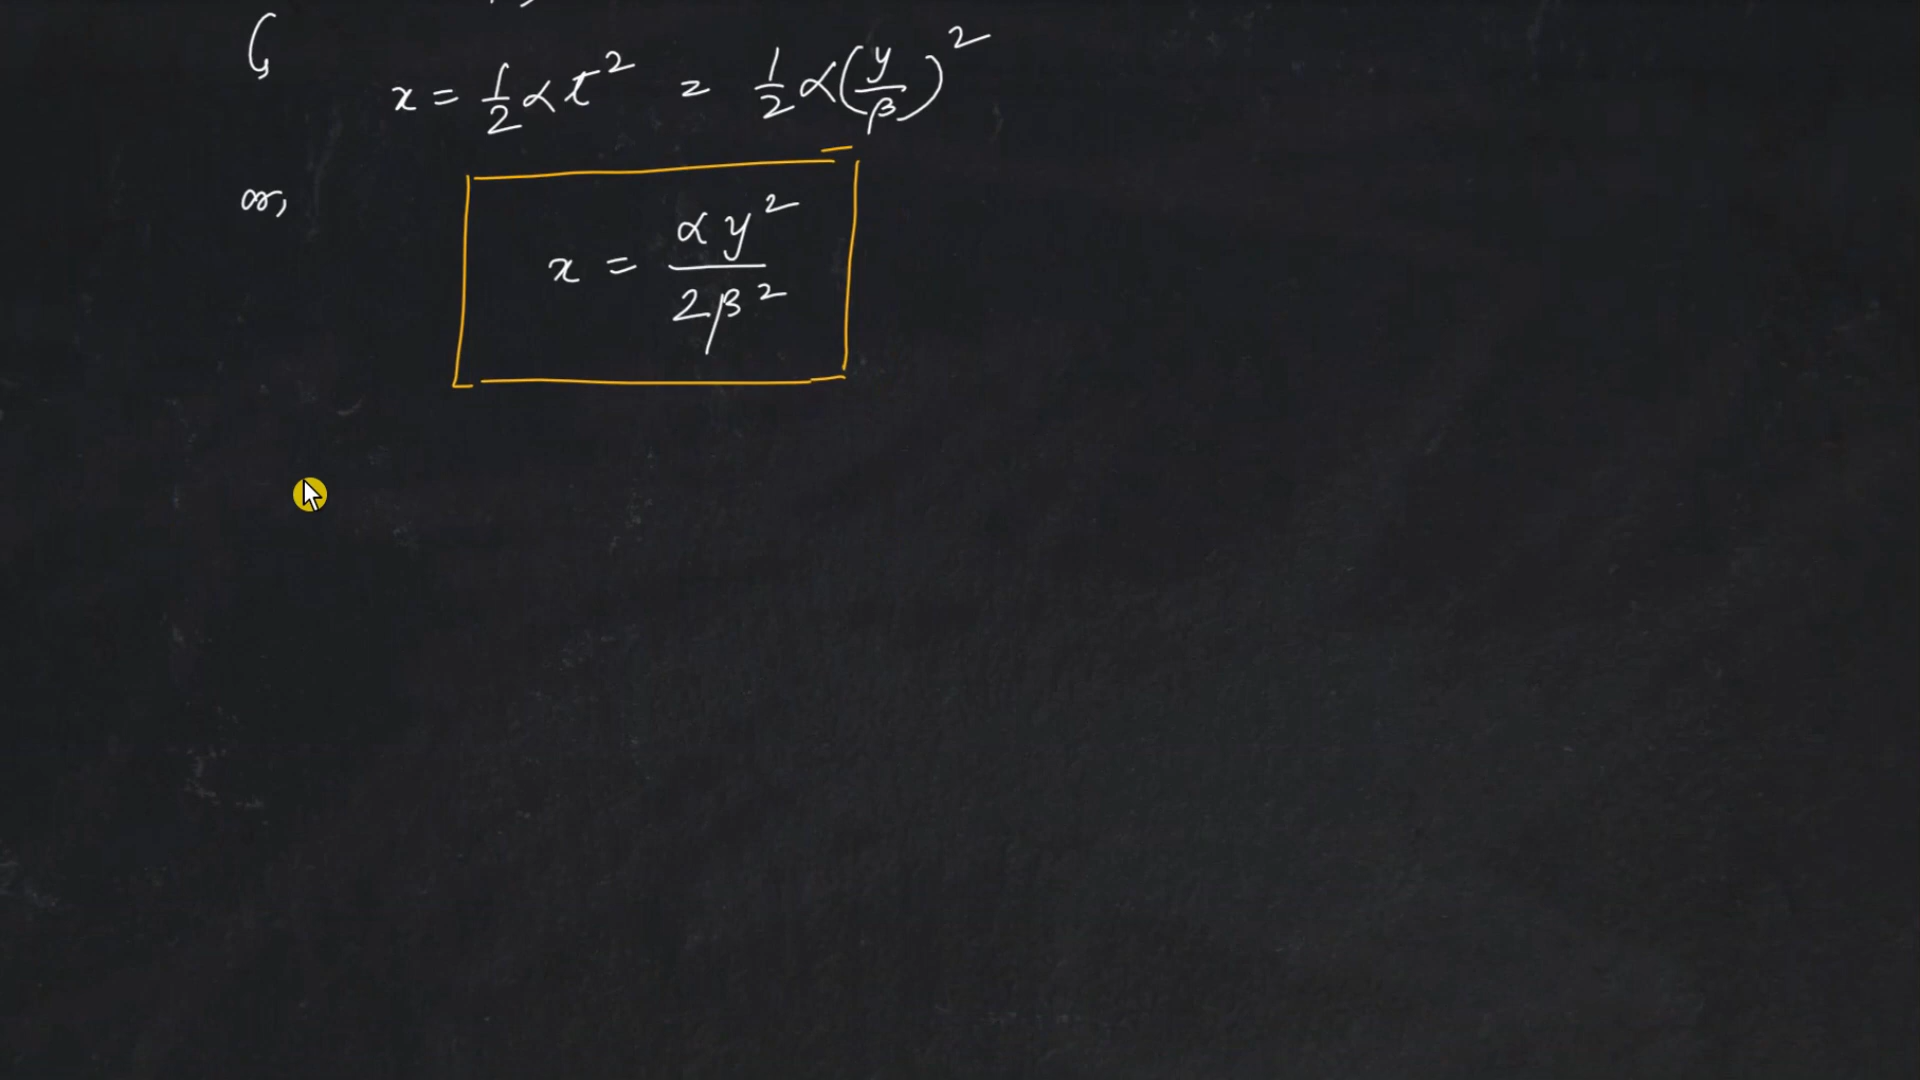 x = 1/2 α t² = 1/2 α (y/β)²
or,
x = α y² / 2β²